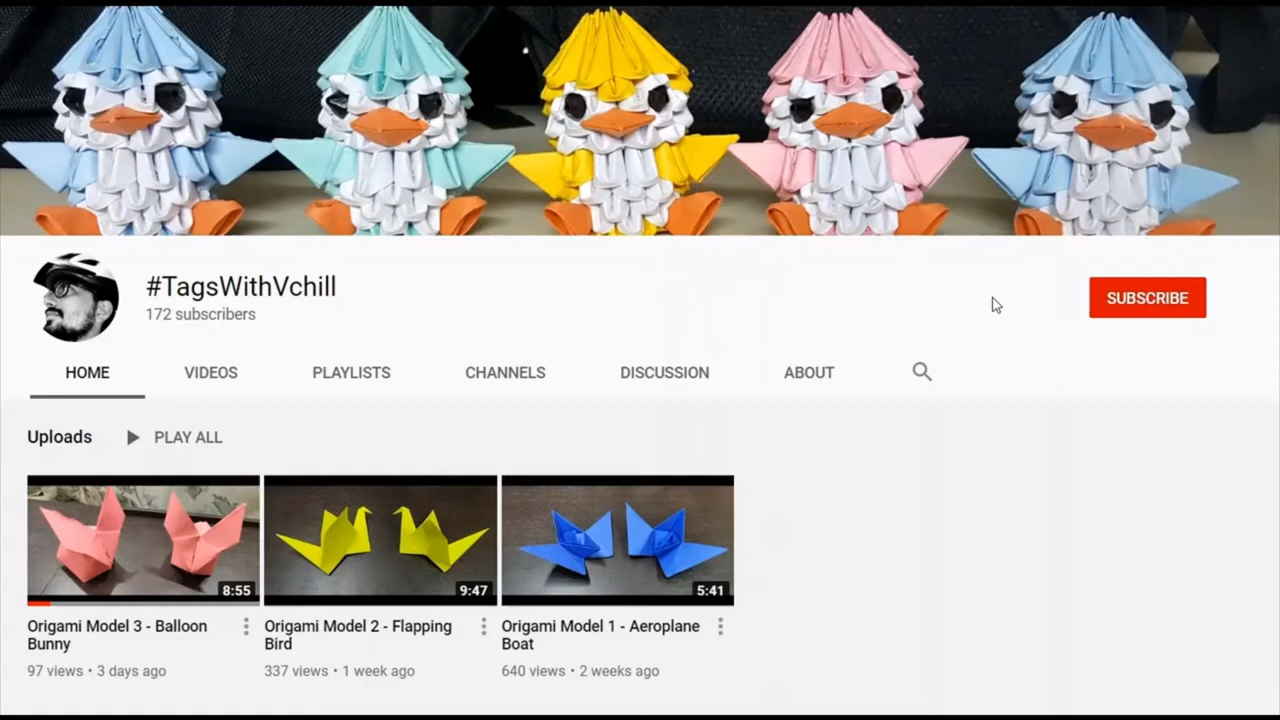 #TagsWithVchill
172 subscribers
SUBSCRIBE
HOME VIDEOS PLAYLISTS CHANNELS DISCUSSION ABOUT
Uploads PLAY ALL
8:55 9:47 5:41
Origami Model 3 - Balloon
Bunny
97 views • 3 days ago
Origami Model 2 - Flapping
Bird
337 views • 1 week ago
Origami Model 1 - Aeroplane
Boat
640 views • 2 weeks ago